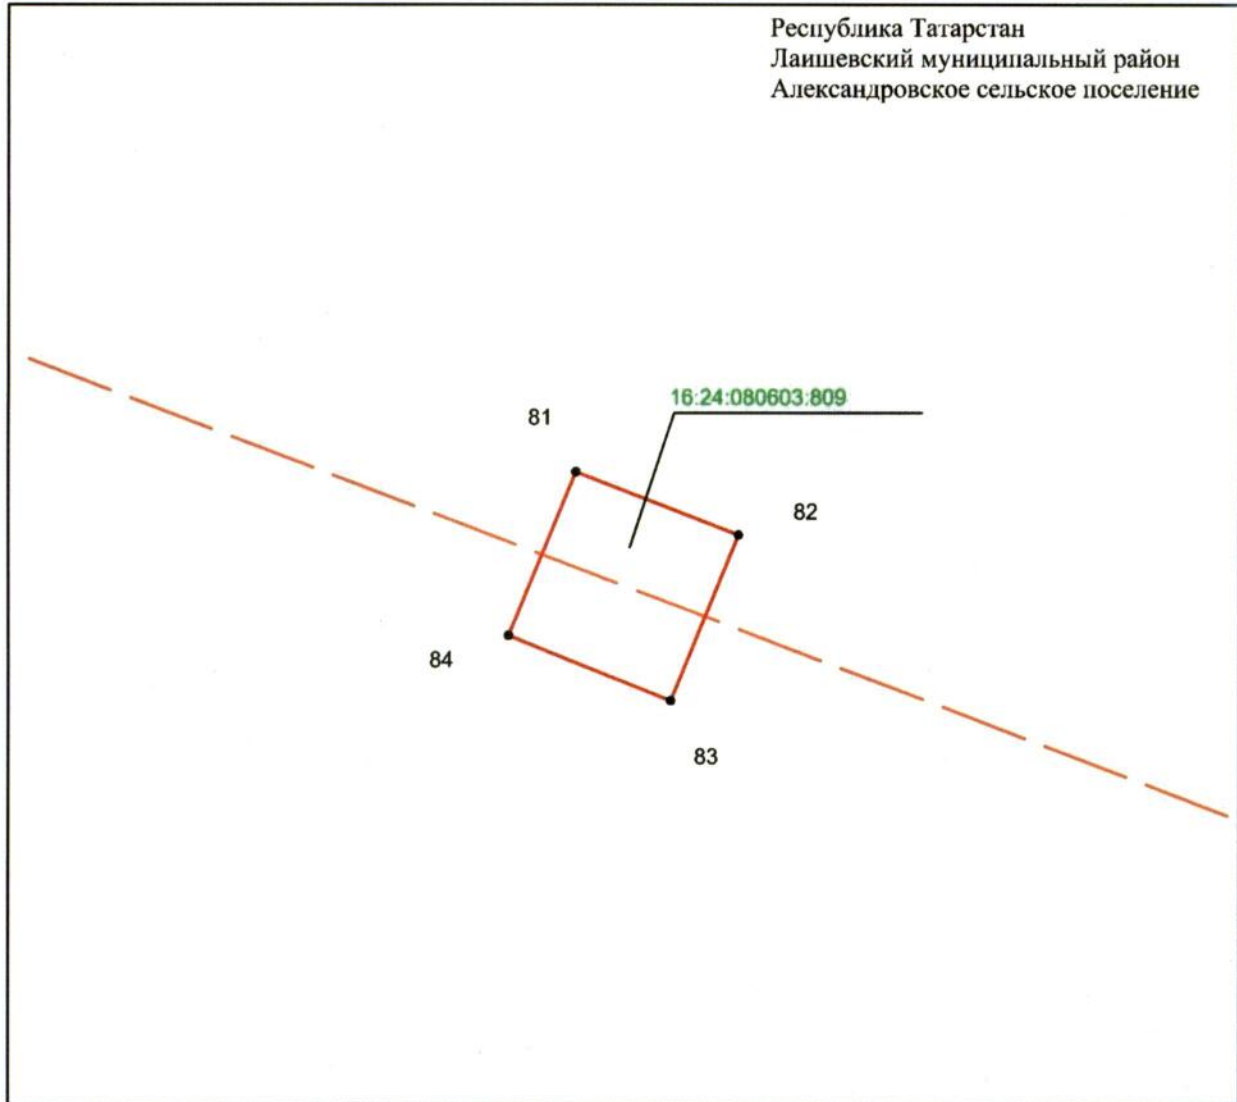 Республика Татарстан
Лаишевский муниципальный район
Александровское сельское поселение
16:24:080603:809
81
82
84
83